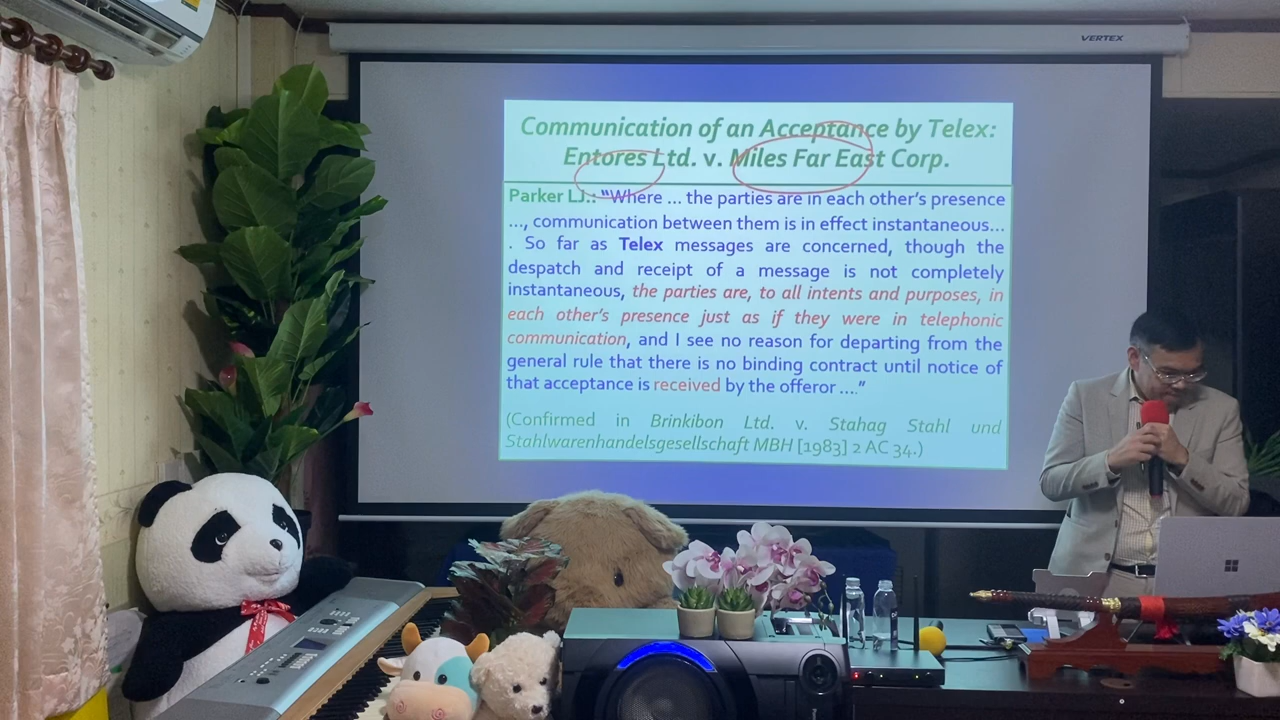 VERTEX
Communication of an Acceptance by Telex:
Entores Ltd. v. Miles Far East Corp.
Parker LJ.: "Where ... the parties are in each other's presence
..., communication between them is in effect instantaneous...
. So far as Telex messages are concerned, though the
despatch and receipt of a message is not completely
instantaneous, the parties are, to all intents and purposes, in
each other's presence just as if they were in telephonic
communication, and I see no reason for departing from the
general rule that there is no binding contract until notice of
that acceptance is received by the offeror ...."
(Confirmed in Brinkibon Ltd. v. Stahag Stahl und
Stahlwarenhandelsgesellschaft MBH [1983] 2 AC 34.)